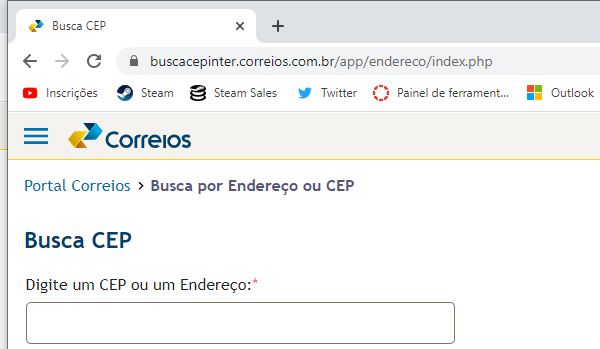 Busca CEP
buscacepinter.correios.com.br/app/endereco/index.php
Inscrições Steam Steam Sales Twitter Painel de ferrament... Outlook
Correios
Portal Correios > Busca por Endereço ou CEP
Busca CEP
Digite um CEP ou um Endereço:*